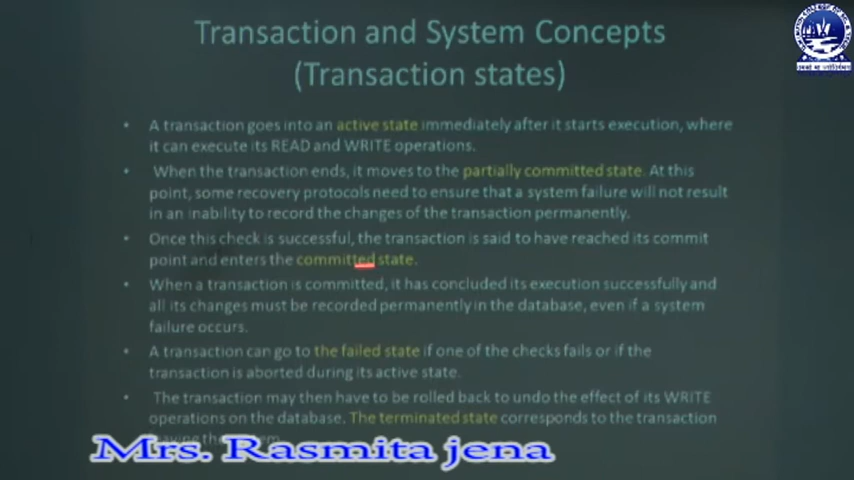 Transaction and System Concepts
(Transaction states)
• A transaction goes into an active state immediately after it starts execution, where
it can execute its READ and WRITE operations.
• When the transaction ends, it moves to the partially committed state. At this
point, some recovery protocols need to ensure that a system failure will not result
in an inability to record the changes of the transaction permanently.
• Once this check is successful, the transaction is said to have reached its commit
point and enters the committed state.
• When a transaction is committed, it has concluded its execution successfully and
all its changes must be recorded permanently in the database, even if a system
failure occurs.
• A transaction can go to the failed state if one of the checks fails or if the
transaction is aborted during its active state.
• The transaction may then have to be rolled back to undo the effect of its WRITE
operations on the database. The terminated state corresponds to the transaction
Mrs. Rasmita jena